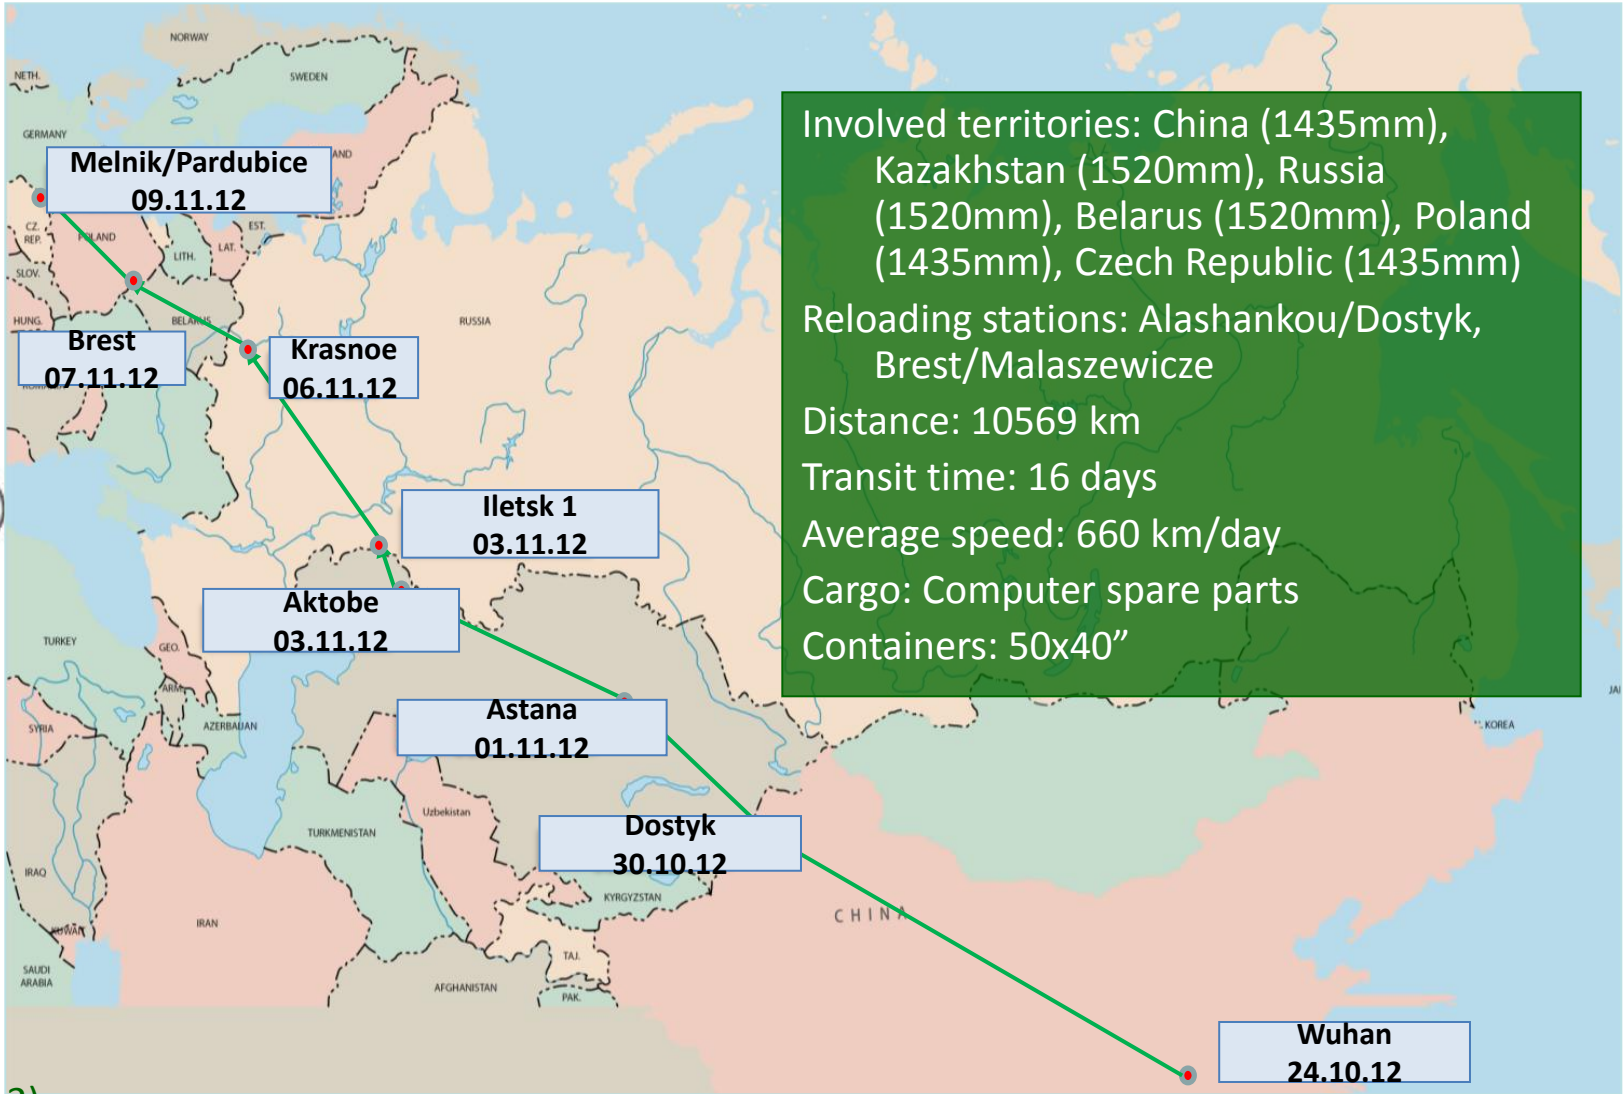 NORWAY
NETH.
SWEDEN
GERMANY
Melnik/Pardubice
09.11.12
AND
CZ.
REP.
POLAND
EST.
LAT.
LITH.
SLOV.
HUNG.
BELARUS
RUSSIA
Brest
07.11.12
Krasnoe
06.11.12
Involved territories: China (1435mm),
Kazakhstan (1520mm), Russia
(1520mm), Belarus (1520mm), Poland
(1435mm), Czech Republic (1435mm)
Reloading stations: Alashankou/Dostyk,
Brest/Malaszewicze
Distance: 10569 km
Transit time: 16 days
Average speed: 660 km/day
Cargo: Computer spare parts
Containers: 50x40”
Iletsk 1
03.11.12
Aktobe
03.11.12
TURKEY
GEO.
ARM.
AZERBAIJAN
SYRIA
Astana
01.11.12
JAI
KOREA
Uzbekistan
TURKMENISTAN
Dostyk
30.10.12
IRAQ
IRAN
KUWAIT
KYRGYZSTAN
CHINA
SAUDI
ARABIA
TAJ.
AFGHANISTAN
PAK.
Wuhan
24.10.12